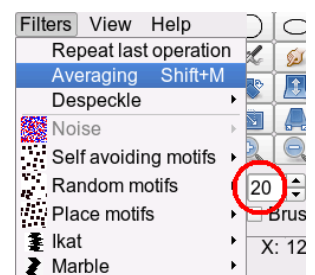 Filters View Help
Repeat last operation
Averaging Shift+M
Despeckle
Noise
Self avoiding motifs
Random motifs
20
Place motifs
Brus
Ikat
X: 12
Marble